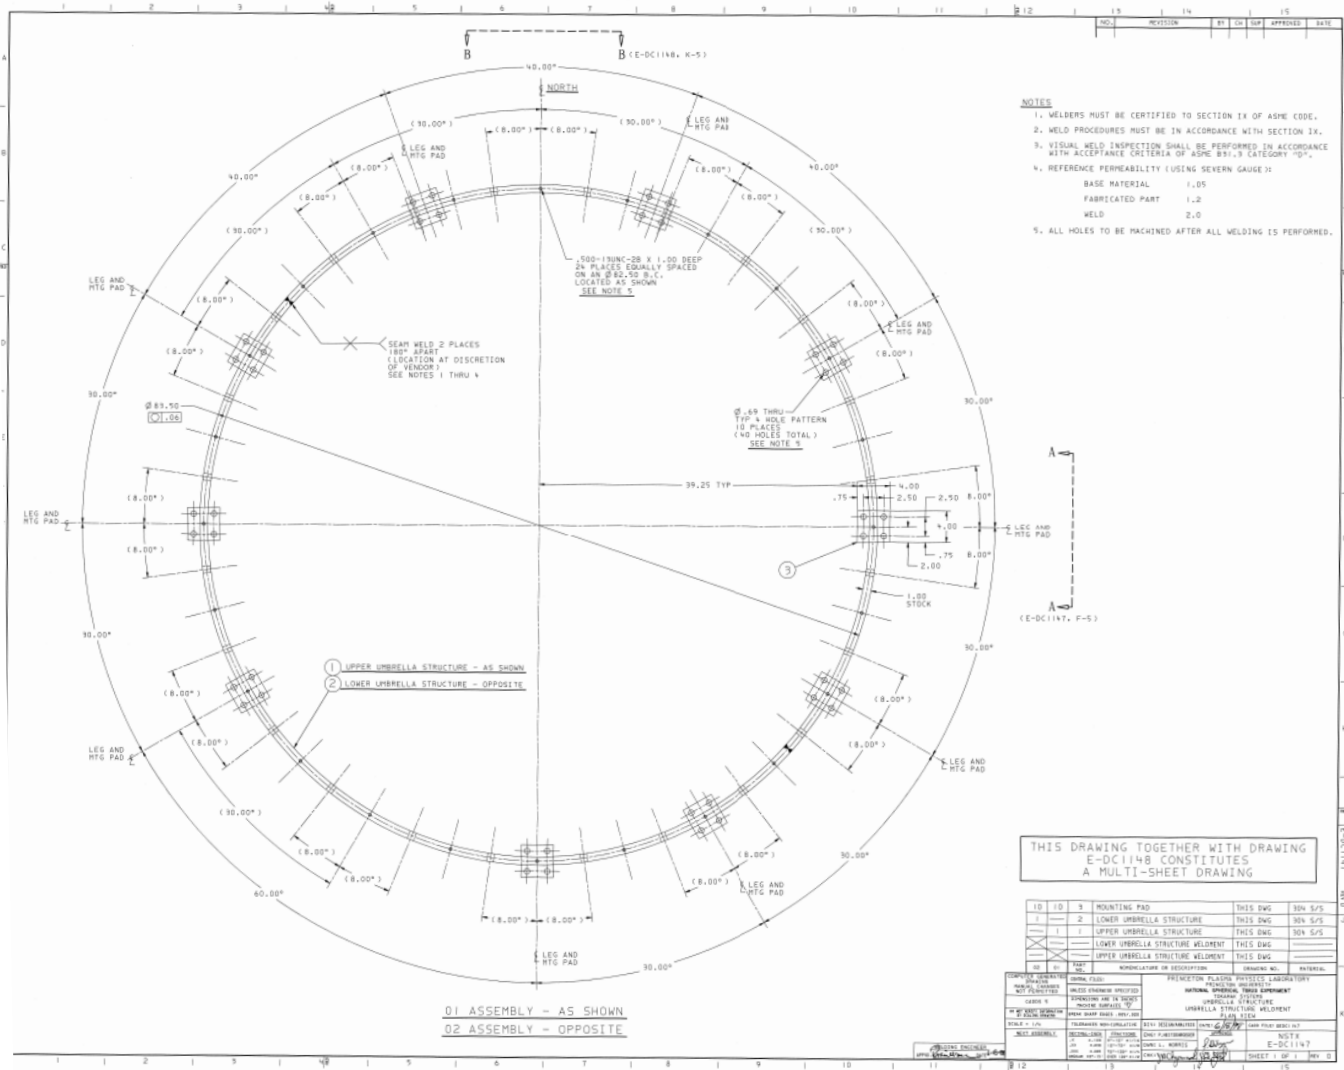 NO.
REVISION
BY
CH
SUP
APPROVED
DATE
B
B (E-DC1148, K-5)
40.00°
NORTH
NOTES
1. WELDERS MUST BE CERTIFIED TO SECTION IX OF ASME CODE.
2. WELD PROCEDURES MUST BE IN ACCORDANCE WITH SECTION IX.
3. VISUAL WELD INSPECTION SHALL BE PERFORMED IN ACCORDANCE
WITH ACCEPTANCE CRITERIA OF ASME B31.3 CATEGORY "D".
4. REFERENCE PERMEABILITY (USING SEVERN GAUGE):
BASE MATERIAL 1.05
FABRICATED PART 1.2
WELD 2.0
5. ALL HOLES TO BE MACHINED AFTER ALL WELDING IS PERFORMED.
(30.00°)
(8.00°)
(8.00°)
(30.00°)
LEG AND
MTG PAD
LEG AND
MTG PAD
40.00°
(8.00°)
(8.00°)
40.00°
(8.00°)
(8.00°)
(30.00°)
(30.00°)
.500-13UNC-2B X 1.00 DEEP
24 PLACES EQUALLY SPACED
ON AN Ø82.50 B.C.
LOCATED AS SHOWN
SEE NOTE 5
LEG AND
MTG PAD
(8.00°)
(8.00°)
LEG AND
MTG PAD
(8.00°)
(8.00°)
SEAM WELD 2 PLACES
180° APART
(LOCATION AT DISCRETION
OF VENDOR)
SEE NOTES 1 THRU 4
30.00°
30.00°
Ø83.50
.06
Ø.69 THRU
TYP 4 HOLE PATTERN
10 PLACES
(40 HOLES TOTAL)
SEE NOTE 5
A
39.25 TYP
4.00
.75
2.50
2.50
8.00°
(8.00°)
LEG AND
MTG PAD
4.00
LEG AND
MTG PAD
(8.00°)
.75
8.00°
2.00
3
1.00
STOCK
A
(E-DC1147, F-5)
30.00°
30.00°
1 UPPER UMBRELLA STRUCTURE - AS SHOWN
2 LOWER UMBRELLA STRUCTURE - OPPOSITE
(8.00°)
(8.00°)
(8.00°)
(8.00°)
LEG AND
MTG PAD
LEG AND
MTG PAD
(30.00°)
(8.00°)
(8.00°)
(8.00°)
(8.00°)
LEG AND
MTG PAD
60.00°
30.00°
(8.00°)
(8.00°)
LEG AND
MTG PAD
30.00°
01 ASSEMBLY - AS SHOWN
02 ASSEMBLY - OPPOSITE
THIS DRAWING TOGETHER WITH DRAWING
E-DC1148 CONSTITUTES
A MULTI-SHEET DRAWING
10 10 3 MOUNTING PAD THIS DWG 304 S/S
1 — 2 LOWER UMBRELLA STRUCTURE THIS DWG 304 S/S
— 1 1 UPPER UMBRELLA STRUCTURE THIS DWG 304 S/S
LOWER UMBRELLA STRUCTURE WELDMENT THIS DWG
UPPER UMBRELLA STRUCTURE WELDMENT THIS DWG
02 01 PART NO. NOMENCLATURE OR DESCRIPTION DRAWING NO. MATERIAL
PRINCETON PLASMA PHYSICS LABORATORY
PRINCETON UNIVERSITY
NATIONAL SPHERICAL TORUS EXPERIMENT
UMBRELLA STRUCTURE
UMBRELLA STRUCTURE WELDMENT
PLAN VIEW
NSTX
E-DC1147
SHEET 1 OF 1
REV 0